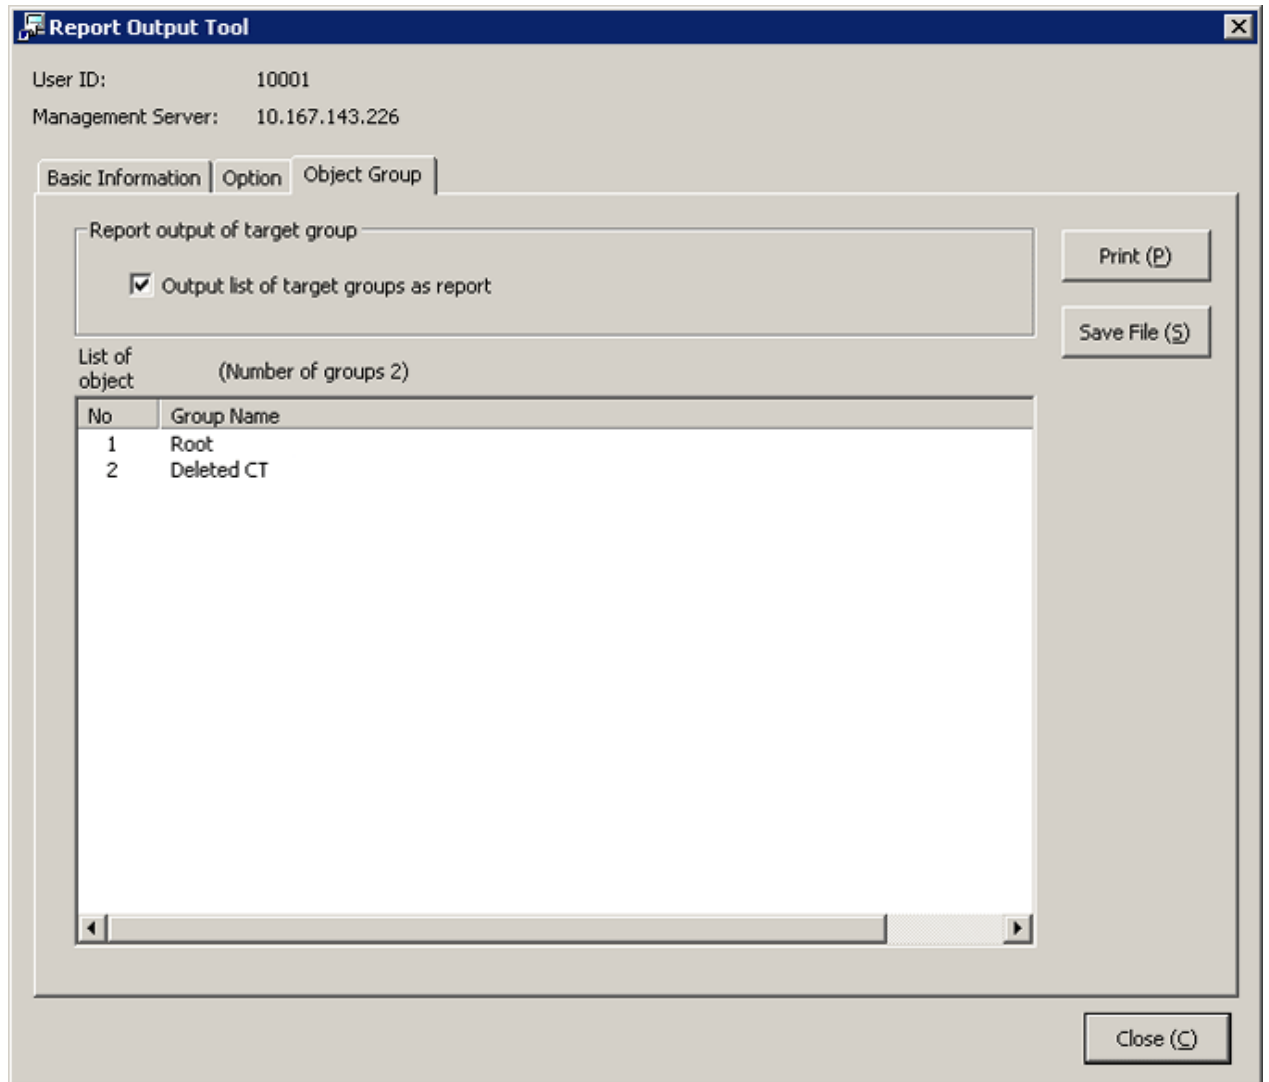 Report Output Tool
User ID: 10001
Management Server: 10.167.143.226
Basic Information Option Object Group
Report output of target group
Output list of target groups as report
Print (P)
Save File (S)
List of
object
(Number of groups 2)
No Group Name
1 Root
2 Deleted CT
Close (C)